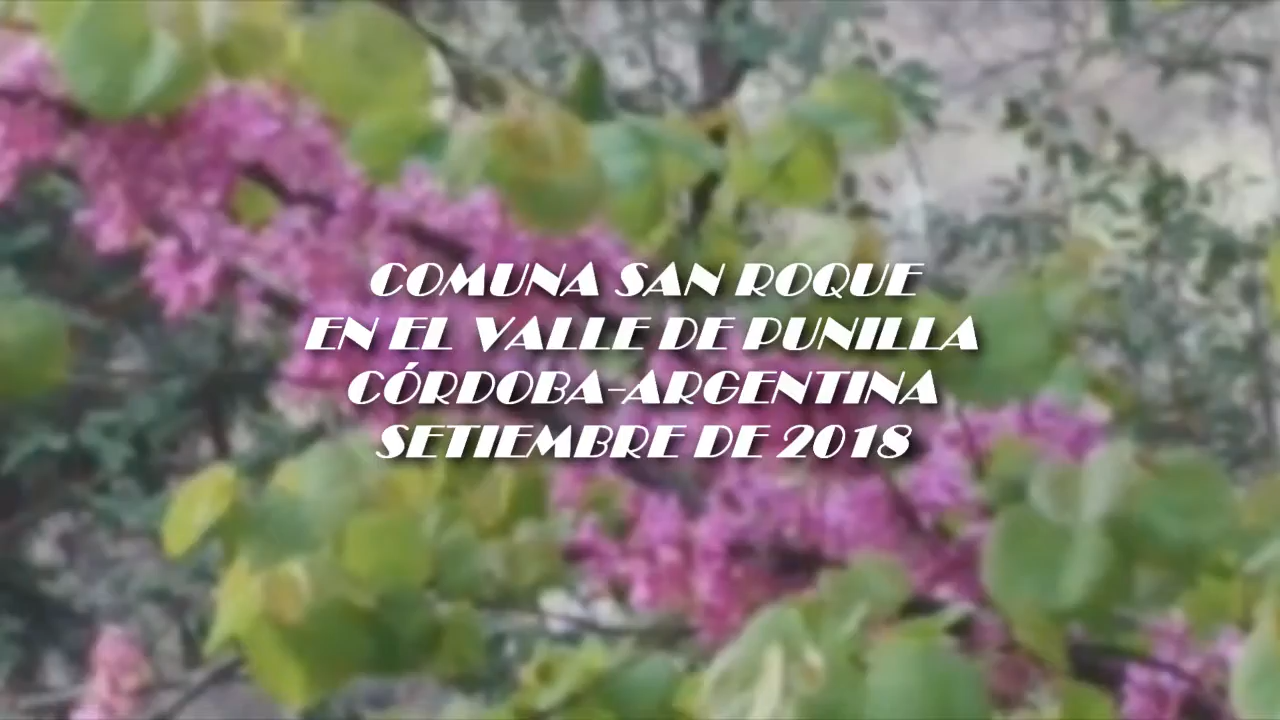 COMUNA SAN ROQUE
EN EL VALLE DE PUNILLA
CÓRDOBA-ARGENTINA
SETIEMBRE DE 2018